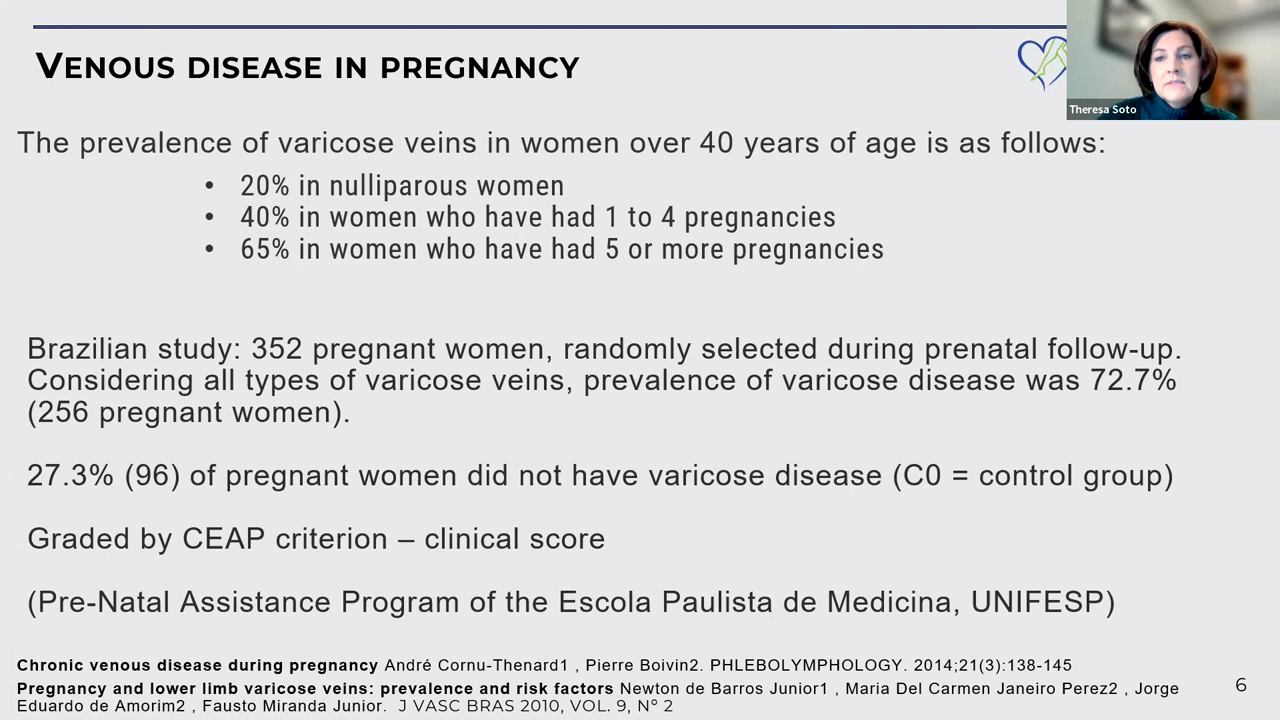 VENOUS DISEASE IN PREGNANCY
Theresa Soto
The prevalence of varicose veins in women over 40 years of age is as follows:
• 20% in nulliparous women
• 40% in women who have had 1 to 4 pregnancies
• 65% in women who have had 5 or more pregnancies
Brazilian study: 352 pregnant women, randomly selected during prenatal follow-up.
Considering all types of varicose veins, prevalence of varicose disease was 72.7%
(256 pregnant women).
27.3% (96) of pregnant women did not have varicose disease (C0 = control group)
Graded by CEAP criterion – clinical score
(Pre-Natal Assistance Program of the Escola Paulista de Medicina, UNIFESP)
Chronic venous disease during pregnancy André Cornu-Thenard1 , Pierre Boivin2. PHLEBOLYMPHOLOGY. 2014;21(3):138-145
Pregnancy and lower limb varicose veins: prevalence and risk factors Newton de Barros Junior1 , Maria Del Carmen Janeiro Perez2 , Jorge
Eduardo de Amorim2 , Fausto Miranda Junior. J VASC BRAS 2010, VOL. 9, Nº 2
6